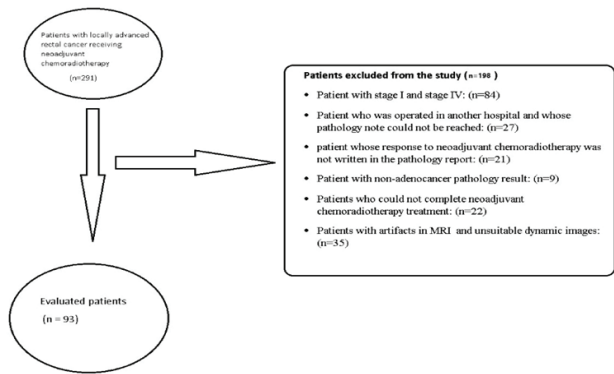 Patients with locally advanced
rectal cancer receiving
neoadjuvant
chemoradiotherapy
(n=291)
Patients excluded from the study (n=198 )
• Patient with stage I and stage IV: (n=84)
• Patient who was operated in another hospital and whose
pathology note could not be reached: (n=27)
• patient whose response to neoadjuvant chemoradiotherapy was
not written in the pathology report: (n=21)
• Patient with non-adenocancer pathology result: (n=9)
• Patients who could not complete neoadjuvant
chemoradiotherapy treatment: (n=22)
• Patients with artifacts in MRI and unsuitable dynamic images:
(n=35)
Evaluated patients
(n = 93)